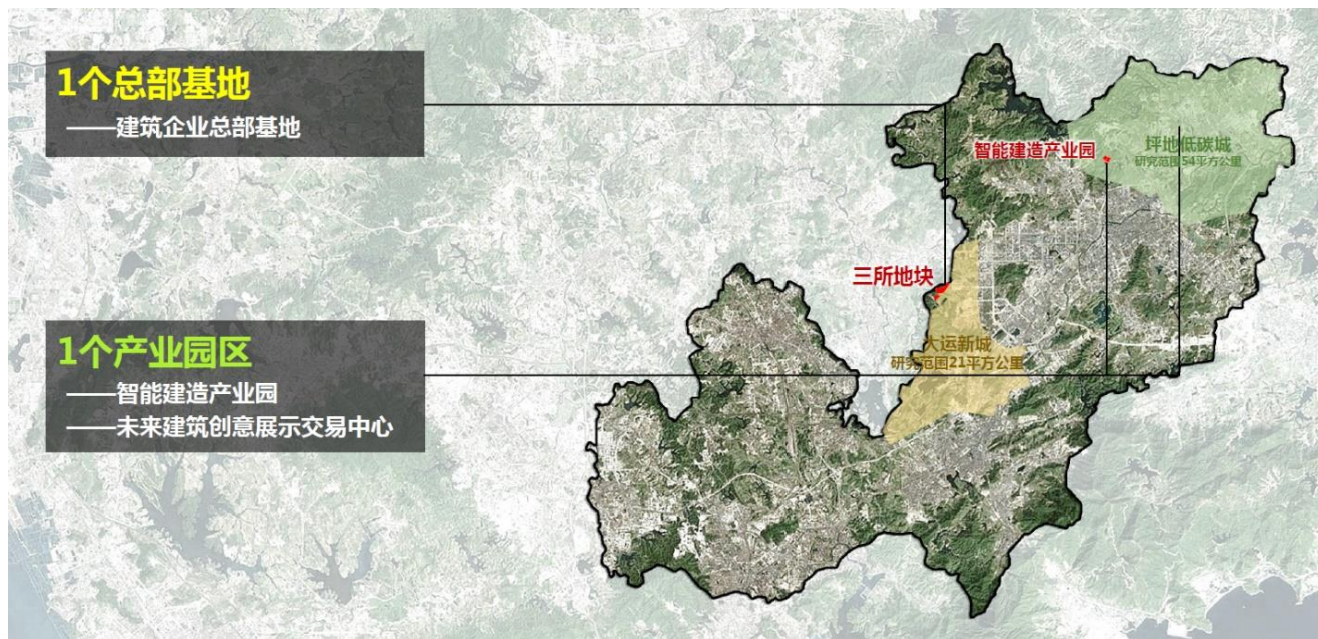 1个总部基地
——建筑企业总部基地
智能建造产业园
坪地低碳城
研究范围54平方公里
三所地块
1个产业园区
——智能建造产业园
——未来建筑创意展示交易中心
大运新城
研究范围21平方公里